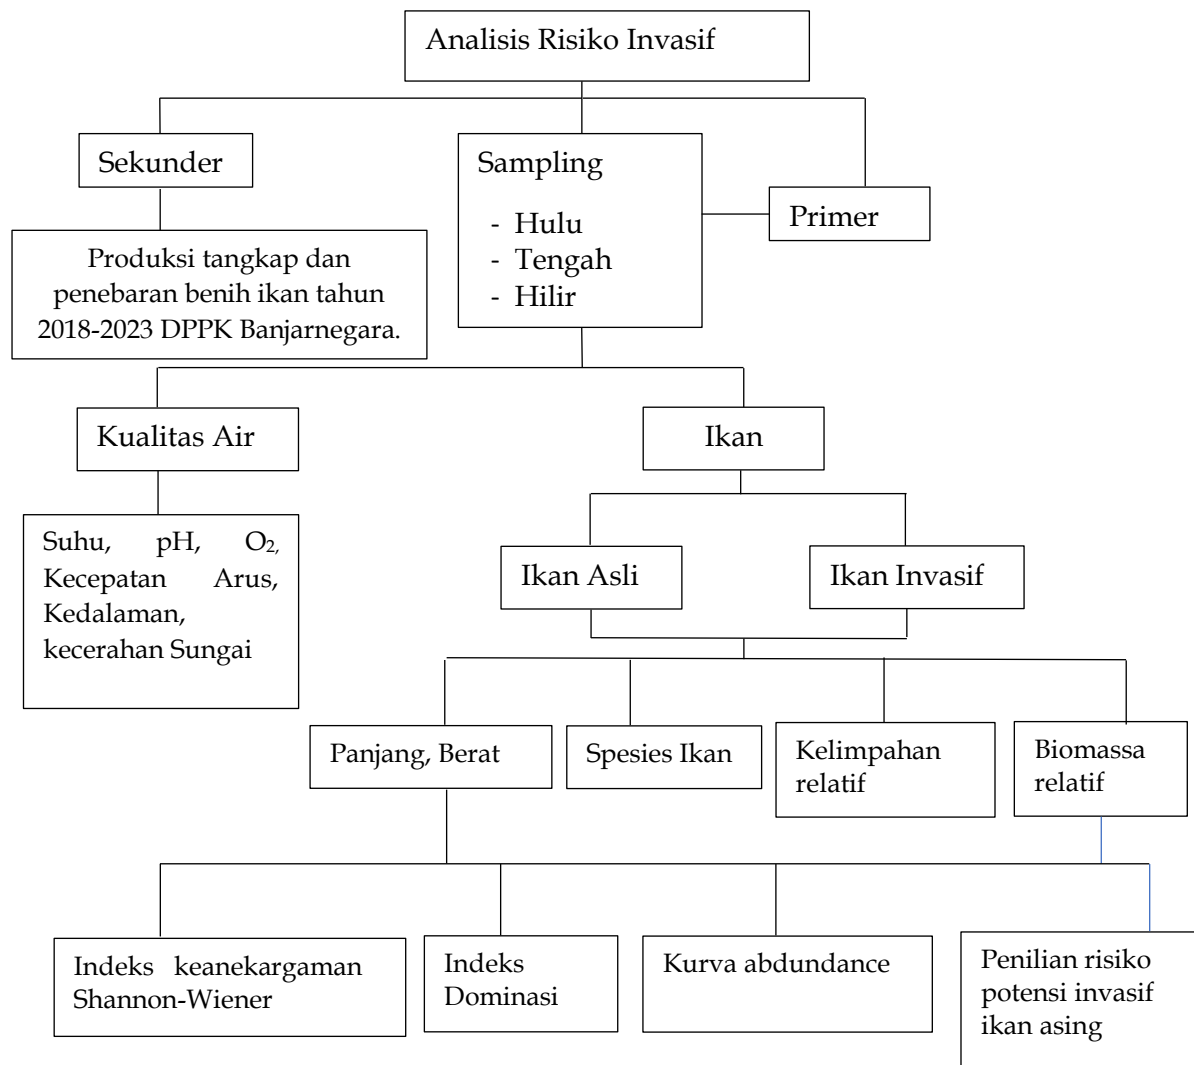 Analisis Risiko Invasif
Sekunder
Sampling
- Hulu
- Tengah
- Hilir
Primer
Produksi tangkap dan
penebaran benih ikan tahun
2018-2023 DPPK Banjarnegara.
Kualitas Air
Ikan
Suhu, pH, O₂,
Kecepatan Arus,
Kedalaman,
kecerahan Sungai
Ikan Asli
Ikan Invasif
Panjang, Berat
Spesies Ikan
Kelimpahan
relatif
Biomassa
relatif
Indeks keanekargaman
Shannon-Wiener
Indeks
Dominasi
Kurva abdundance
Penilian risiko
potensi invasif
ikan asing